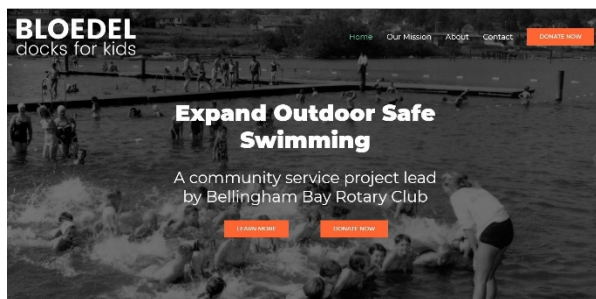 BLOEDEL
docks for kids
Home Our Mission About Contact DONATE NOW
Expand Outdoor Safe
Swimming
A community service project lead
by Bellingham Bay Rotary Club
LEARN MORE DONATE NOW